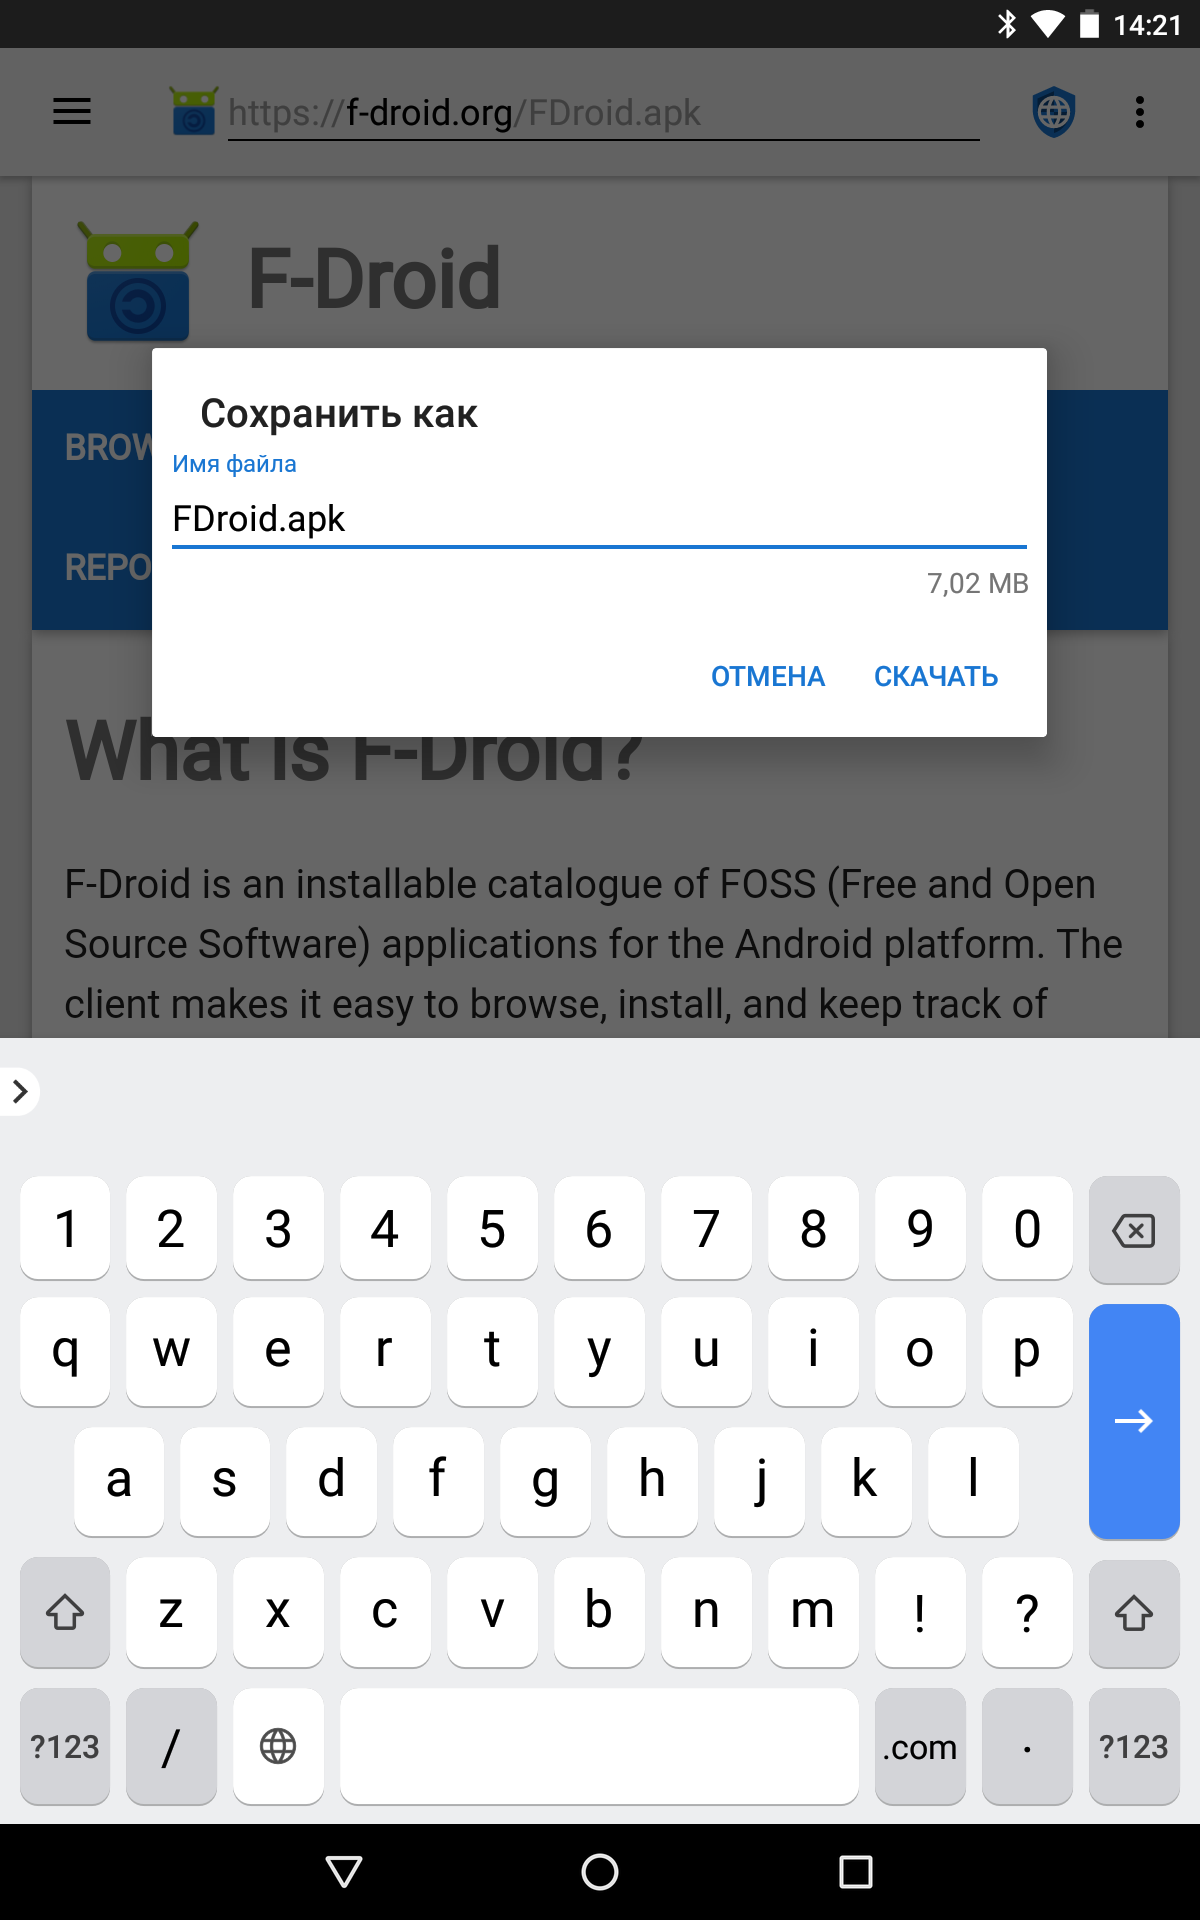 14:21
https://f-droid.org/FDroid.apk
F-Droid
BROW
REPO
Сохранить как
Имя файла
FDroid.apk
7,02 MB
ОТМЕНА СКАЧАТЬ
What is F-Droid?
F-Droid is an installable catalogue of FOSS (Free and Open
Source Software) applications for the Android platform. The
client makes it easy to browse, install, and keep track of
1 2 3 4 5 6 7 8 9 0
q w e r t y u i o p
a s d f g h j k l
z x c v b n m ! ?
?123 / .com . ?123